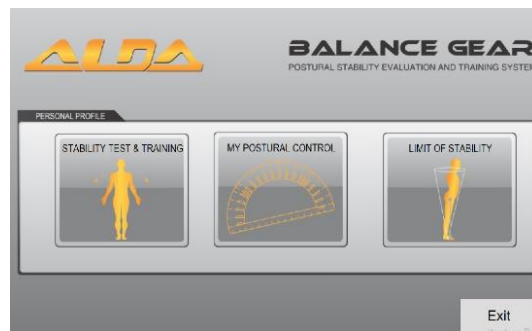 ALDA
BALANCE GEAR
POSTURAL STABILITY EVALUATION AND TRAINING SYSTEM
PERSONAL PROFILE
STABILITY TEST & TRAINING
MY POSTURAL CONTROL
LIMIT OF STABILITY
Exit